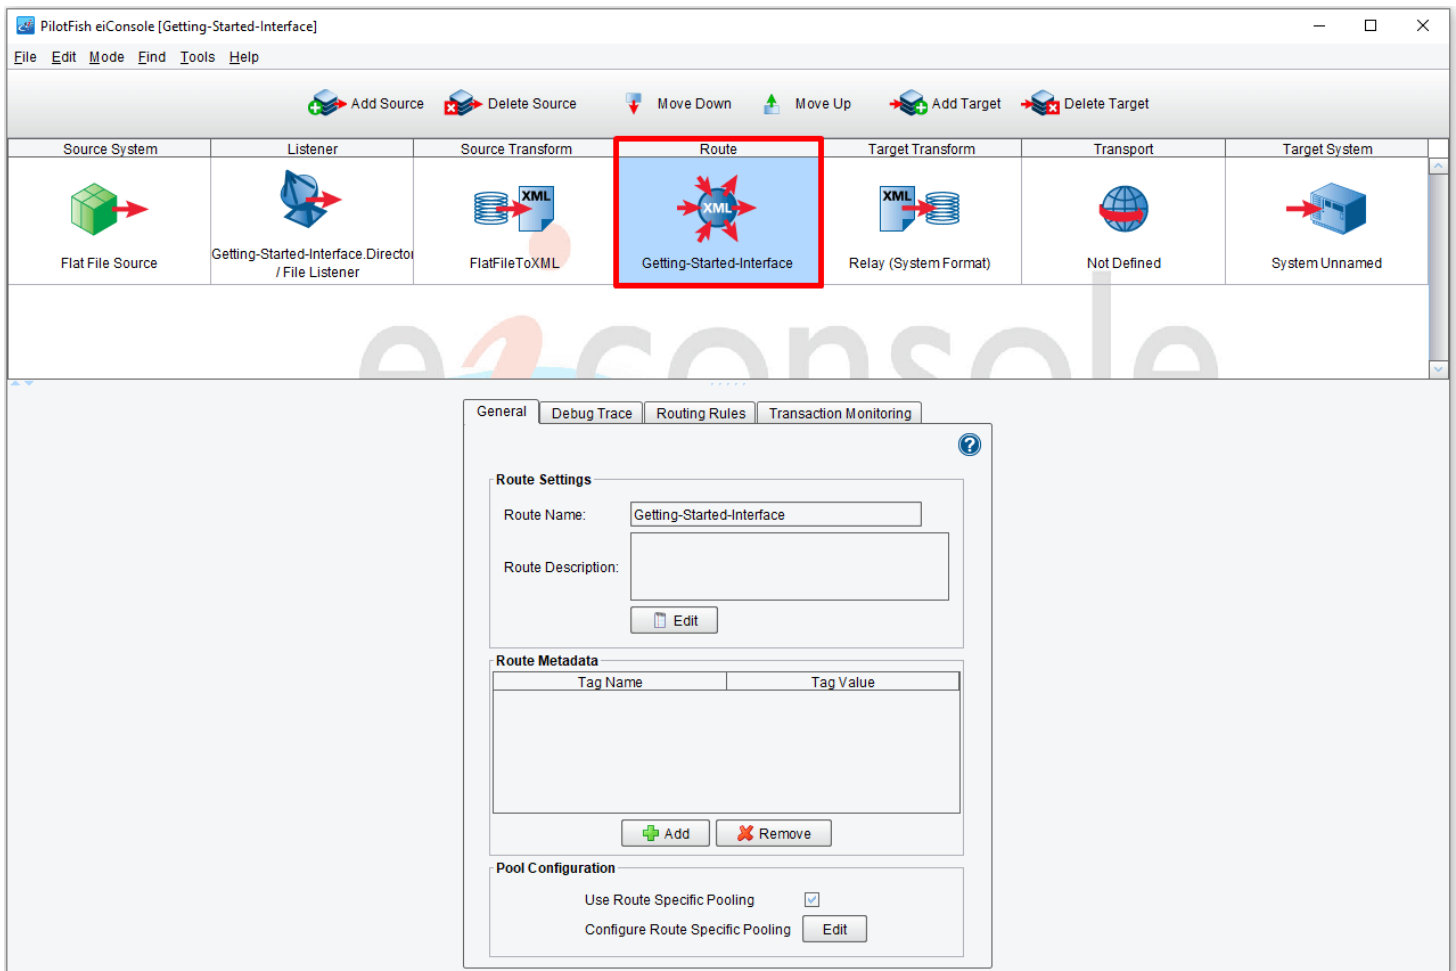 PilotFish eiConsole [Getting-Started-Interface]
File Edit Mode Find Tools Help
Add Source Delete Source Move Down Move Up Add Target Delete Target
Source System Listener Source Transform Route Target Transform Transport Target System
XML XML XML
Getting-Started-Interface.Director
Flat File Source / File Listener FlatFileToXML Getting-Started-Interface Relay (System Format) Not Defined System Unnamed
eiconsole
General Debug Trace Routing Rules Transaction Monitoring
?
Route Settings
Route Name: Getting-Started-Interface
Route Description:
Edit
Route Metadata
Tag Name Tag Value
Add Remove
Pool Configuration
Use Route Specific Pooling
Configure Route Specific Pooling Edit